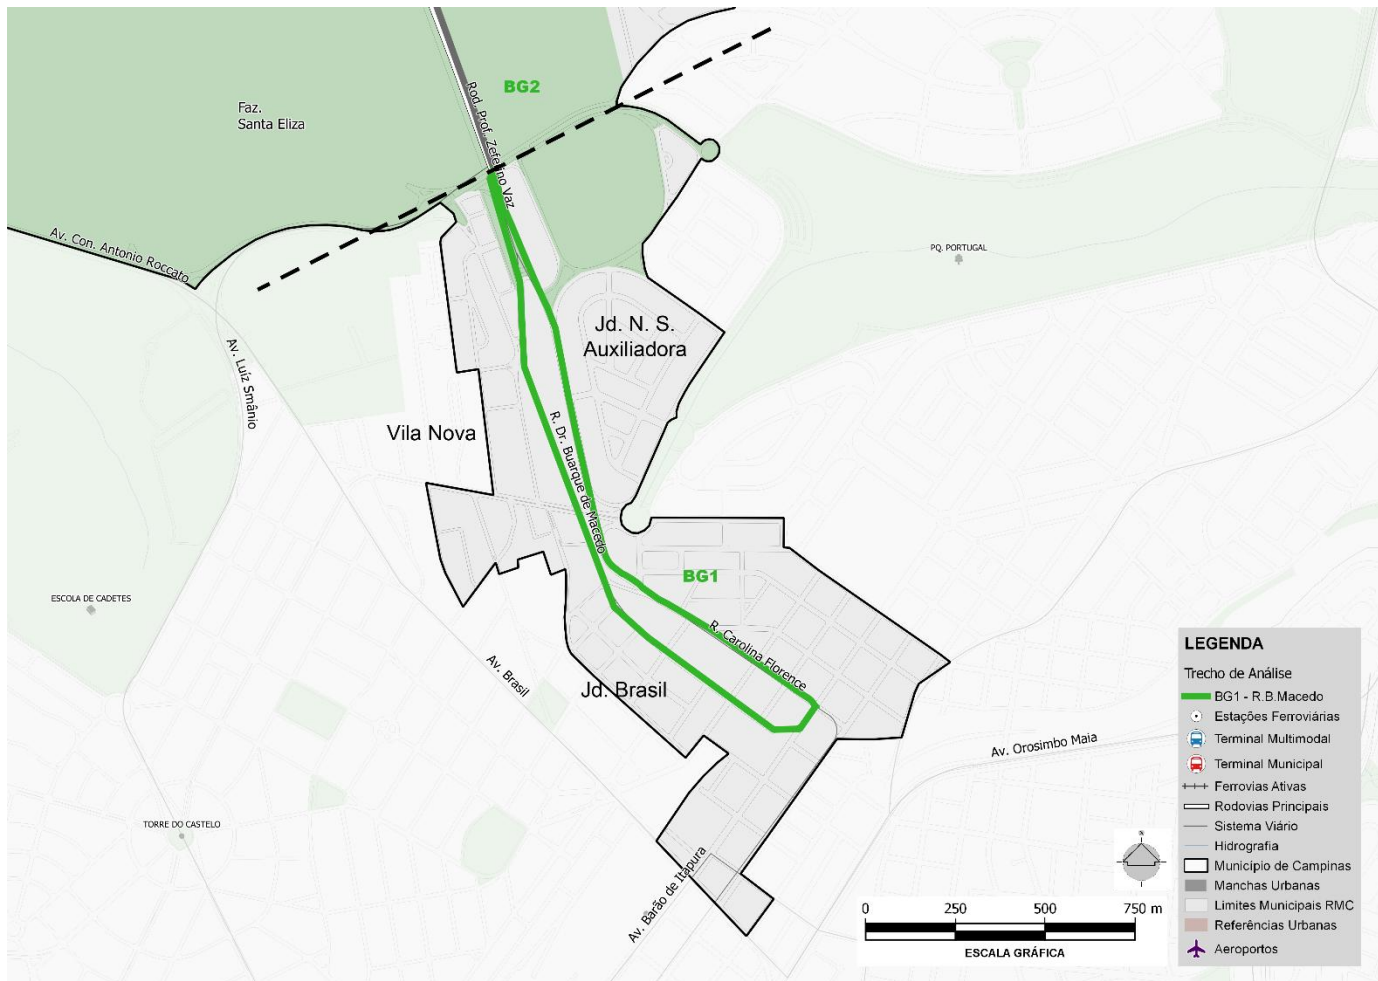 BG2
Rod. Prof. Zeferino Vaz
Faz.
Santa Eliza
Av. Con. Antonio Roccato
PQ. PORTUGAL
Jd. N. S.
Auxiliadora
Av. Luíz Smânio
Vila Nova
R. Dr. Buarque de Macedo
BG1
ESCOLA DE CADETES
R. Carolina Florence
Av. Brasil
Jd. Brasil
Av. Orosimbo Maia
TORRE DO CASTELO
Av. Barão de Itapura
LEGENDA
Trecho de Análise
BG1 - R.B.Macedo
Estações Ferroviárias
Terminal Multimodal
Terminal Municipal
Ferrovias Ativas
Rodovias Principais
Sistema Viário
Hidrografia
Município de Campinas
Manchas Urbanas
Limites Municipais RMC
Referências Urbanas
Aeroportos
N
0 250 500 750 m
ESCALA GRÁFICA